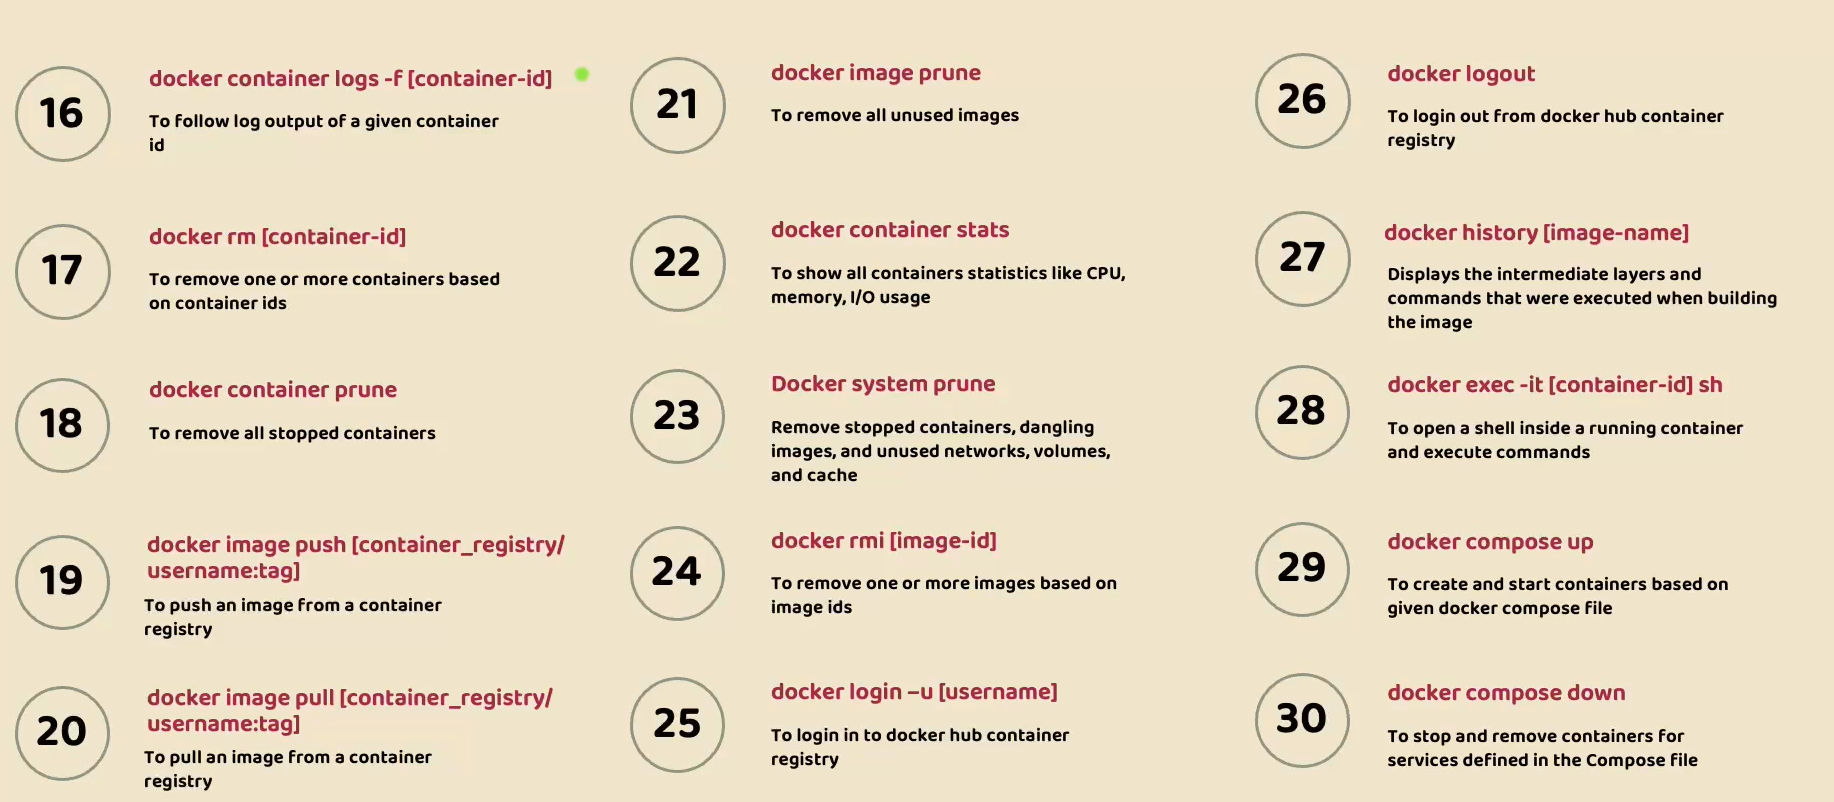 16
docker container logs -f [container-id]
To follow log output of a given container
id
17
docker rm [container-id]
To remove one or more containers based
on container ids
18
docker container prune
To remove all stopped containers
19
docker image push [container_registry/
username:tag]
To push an image from a container
registry
20
docker image pull [container_registry/
username:tag]
To pull an image from a container
registry
21
docker image prune
To remove all unused images
22
docker container stats
To show all containers statistics like CPU,
memory, I/O usage
23
Docker system prune
Remove stopped containers, dangling
images, and unused networks, volumes,
and cache
24
docker rmi [image-id]
To remove one or more images based on
image ids
25
docker login –u [username]
To login in to docker hub container
registry
26
docker logout
To login out from docker hub container
registry
27
docker history [image-name]
Displays the intermediate layers and
commands that were executed when building
the image
28
docker exec -it [container-id] sh
To open a shell inside a running container
and execute commands
29
docker compose up
To create and start containers based on
given docker compose file
30
docker compose down
To stop and remove containers for
services defined in the Compose file